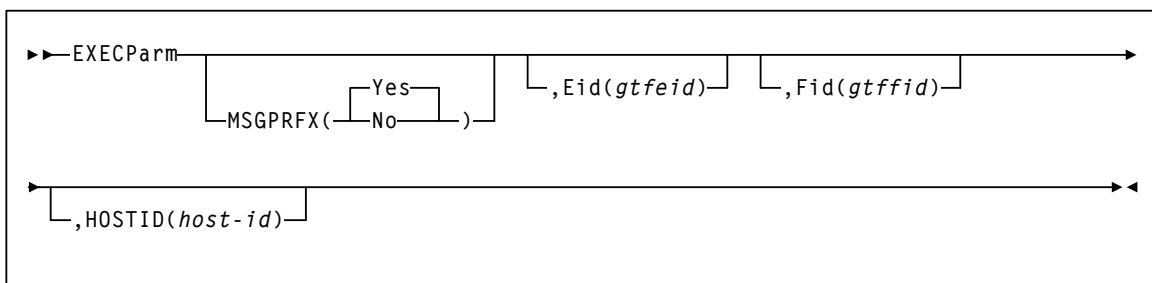 EXECParm
MSGPRFX( Yes )
No
,Eid(gtfeid)
,Fid(gtffid)
,HOSTID(host-id)